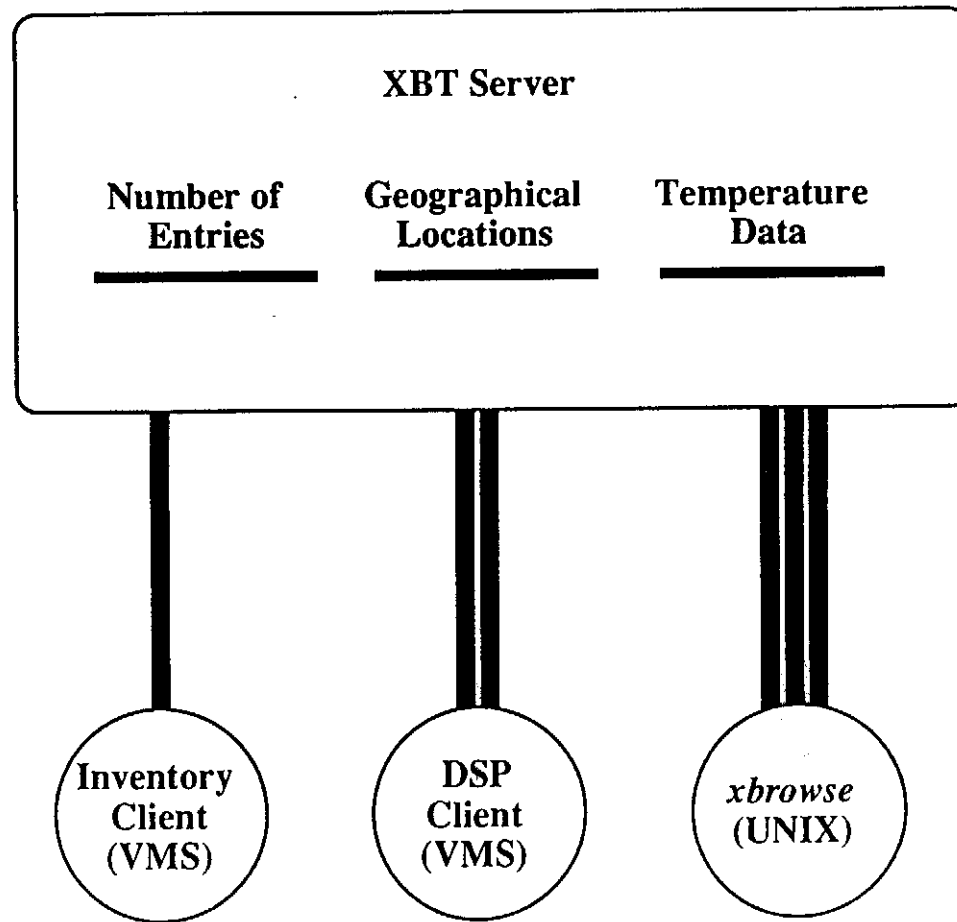 XBT Server
Number of
Entries
Geographical
Locations
Temperature
Data
Inventory
Client
(VMS)
DSP
Client
(VMS)
xbrowse
(UNIX)